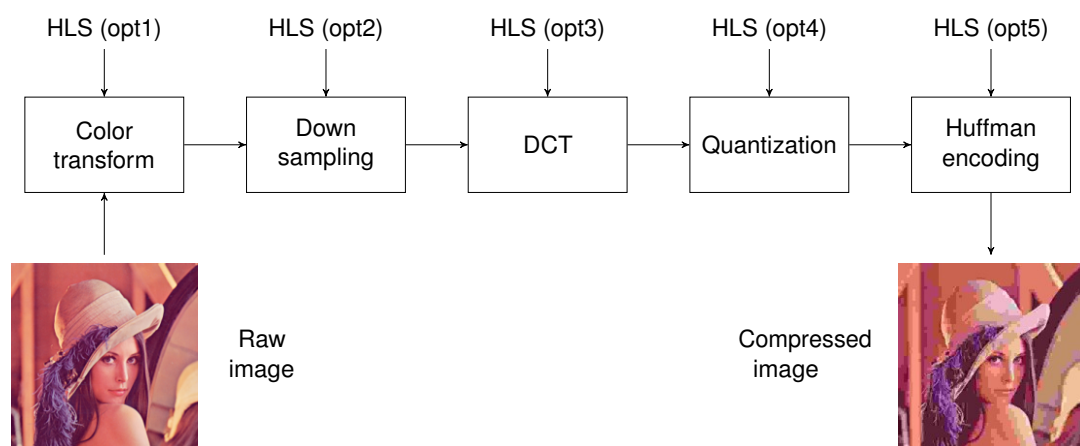 HLS (opt1)
HLS (opt2)
HLS (opt3)
HLS (opt4)
HLS (opt5)
Color
transform
Down
sampling
DCT
Quantization
Huffman
encoding
Raw
image
Compressed
image